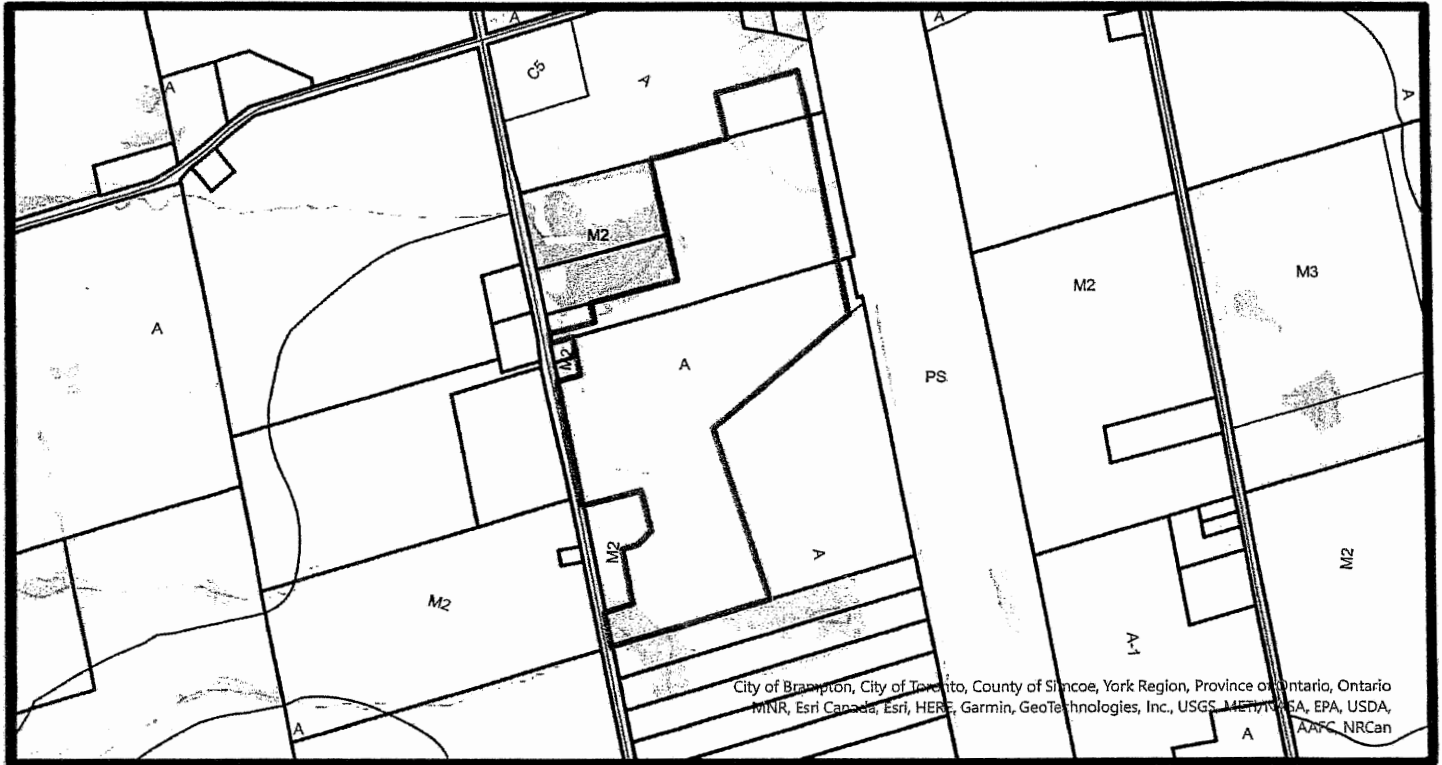 A
A
C5
A
A
A
M2
M3
M2
A
M2
A
PS
M2
A
M2
M2
A-1
A
A
City of Brampton, City of Toronto, County of Simcoe, York Region, Province of Ontario, Ontario
MNR, Esri Canada, Esri, HERE, Garmin, GeoTechnologies, Inc., USGS, METI/NASA, EPA, USDA,
AAFC, NRCan